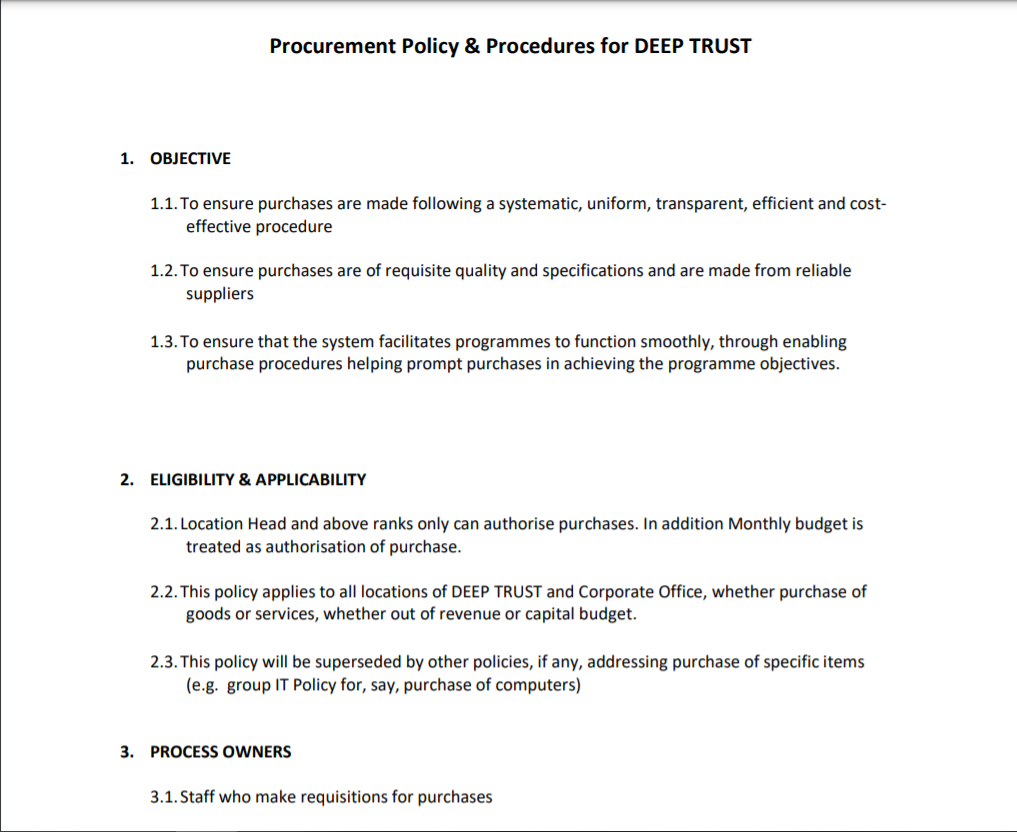 Procurement Policy & Procedures for DEEP TRUST
1. OBJECTIVE
1.1. To ensure purchases are made following a systematic, uniform, transparent, efficient and cost-
effective procedure
1.2. To ensure purchases are of requisite quality and specifications and are made from reliable
suppliers
1.3. To ensure that the system facilitates programmes to function smoothly, through enabling
purchase procedures helping prompt purchases in achieving the programme objectives.
2. ELIGIBILITY & APPLICABILITY
2.1. Location Head and above ranks only can authorise purchases. In addition Monthly budget is
treated as authorisation of purchase.
2.2. This policy applies to all locations of DEEP TRUST and Corporate Office, whether purchase of
goods or services, whether out of revenue or capital budget.
2.3. This policy will be superseded by other policies, if any, addressing purchase of specific items
(e.g. group IT Policy for, say, purchase of computers)
3. PROCESS OWNERS
3.1. Staff who make requisitions for purchases